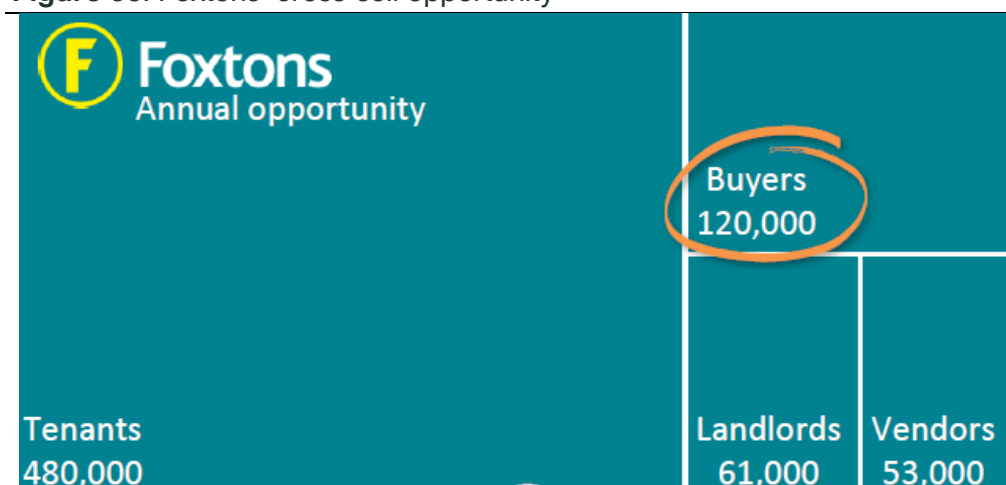 F Foxtons
Annual opportunity
Buyers
120,000
Tenants
480,000
Landlords
61,000
Vendors
53,000